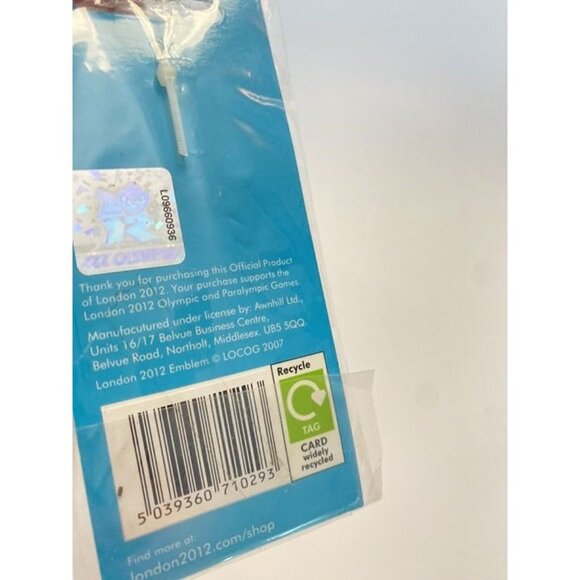 L09660936
Thank you for purchasing this Official Product
of London 2012. Your purchase supports the
London 2012 Olympic and Paralympic Games.
Manufacutured under license by: Awnhill Ltd.,
Units 16/17 Belvue Business Centre,
Belvue Road, Northolt, Middlesex. UB5 5QQ.
London 2012 Emblem © LOCOG 2007
Recycle
TAG
CARD
widely
recycled
5 039360 710293
Find more at:
london2012.com/shop